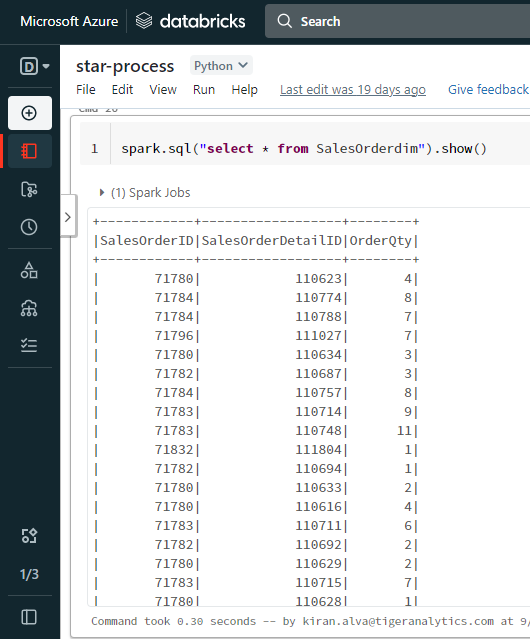 Microsoft Azure databricks Search
D star-process Python
File Edit View Run Help Last edit was 19 days ago Give feedback
Cmd 20
1 spark.sql("select * from SalesOrderdim").show()
(1) Spark Jobs
+------------+------------------+--------+
|SalesOrderID|SalesOrderDetailID|OrderQty|
+------------+------------------+--------+
| 71780| 110623| 4|
| 71784| 110774| 8|
| 71784| 110788| 7|
| 71796| 111027| 7|
| 71780| 110634| 3|
| 71782| 110687| 3|
| 71784| 110757| 8|
| 71783| 110714| 9|
| 71783| 110748| 11|
| 71832| 111804| 1|
| 71782| 110694| 1|
| 71780| 110633| 2|
| 71780| 110616| 4|
| 71783| 110711| 6|
| 71782| 110692| 2|
| 71780| 110629| 2|
| 71783| 110715| 7|
| 71780| 110628| 1|
1/3
Command took 0.30 seconds -- by kiran.alva@tigeranalytics.com at 9/